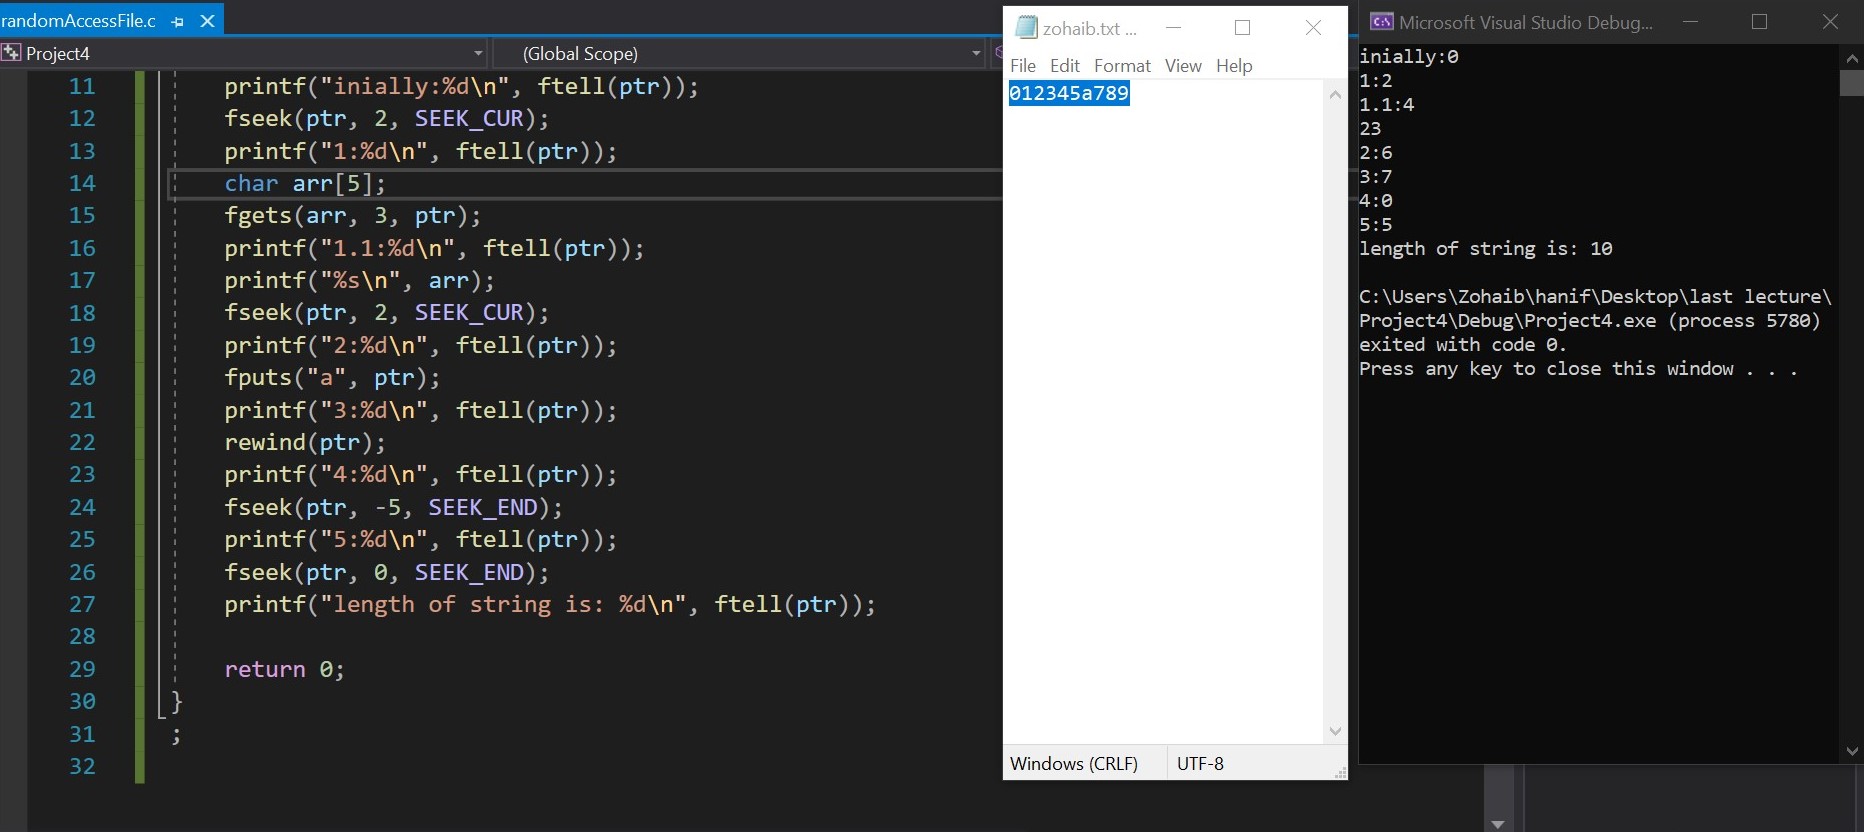 randomAccessFile.c
Project4
(Global Scope)
11 printf("inially:%d\n", ftell(ptr));
12 fseek(ptr, 2, SEEK_CUR);
13 printf("1:%d\n", ftell(ptr));
14 char arr[5];
15 fgets(arr, 3, ptr);
16 printf("1.1:%d\n", ftell(ptr));
17 printf("%s\n", arr);
18 fseek(ptr, 2, SEEK_CUR);
19 printf("2:%d\n", ftell(ptr));
20 fputs("a", ptr);
21 printf("3:%d\n", ftell(ptr));
22 rewind(ptr);
23 printf("4:%d\n", ftell(ptr));
24 fseek(ptr, -5, SEEK_END);
25 printf("5:%d\n", ftell(ptr));
26 fseek(ptr, 0, SEEK_END);
27 printf("length of string is: %d\n", ftell(ptr));
28
29 return 0;
30 }
31 ;
32
zohaib.txt ...
File Edit Format View Help
012345a789
Windows (CRLF) UTF-8
Microsoft Visual Studio Debug...
inially:0
1:2
1.1:4
23
2:6
3:7
4:0
5:5
length of string is: 10
C:\Users\Zohaib\hanif\Desktop\last lecture\
Project4\Debug\Project4.exe (process 5780)
exited with code 0.
Press any key to close this window . . .